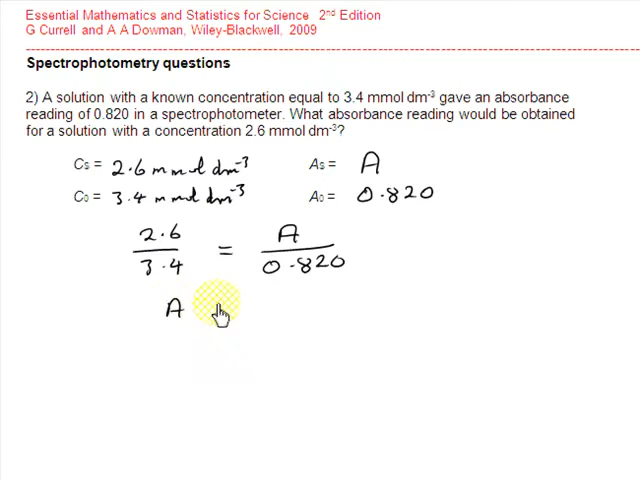 Essential Mathematics and Statistics for Science 2nd Edition
G Currell and A A Dowman, Wiley-Blackwell, 2009
Spectrophotometry questions
2) A solution with a known concentration equal to 3.4 mmol dm-3 gave an absorbance
reading of 0.820 in a spectrophotometer. What absorbance reading would be obtained
for a solution with a concentration 2.6 mmol dm-3?
Cs = 2.6 mmol dm-3 As = A
C0 = 3.4 mmol dm-3 A0 = 0.820
2.6 / 3.4 = A / 0.820
A